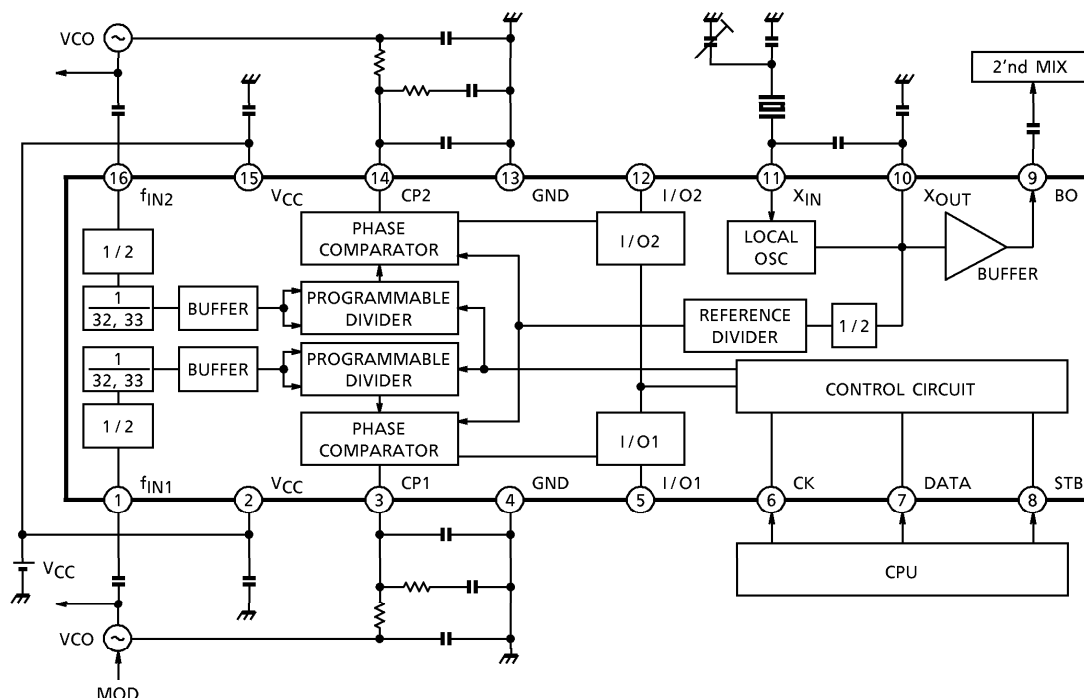 VCO
2'nd MIX
16
15
14
13
12
11
10
9
fIN2
VCC
CP2
GND
I/O2
XIN
XOUT
BO
1/2
PHASE
COMPARATOR
I/O2
LOCAL
OSC
BUFFER
1
32, 33
BUFFER
PROGRAMMABLE
DIVIDER
REFERENCE
DIVIDER
1/2
1
32, 33
BUFFER
PROGRAMMABLE
DIVIDER
CONTROL CIRCUIT
1/2
PHASE
COMPARATOR
I/O1
fIN1
VCC
CP1
GND
I/O1
CK
DATA
STB
1
2
3
4
5
6
7
8
VCC
CPU
VCO
MOD